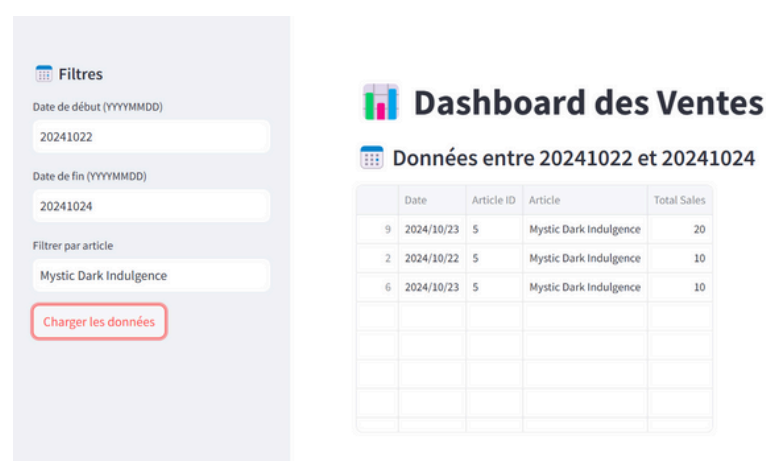 Filtres
Date de début (YYYYMMDD)
20241022
Date de fin (YYYYMMDD)
20241024
Filtrer par article
Mystic Dark Indulgence
Charger les données
Dashboard des Ventes
Données entre 20241022 et 20241024
Date Article ID Article Total Sales
9 2024/10/23 5 Mystic Dark Indulgence 20
2 2024/10/22 5 Mystic Dark Indulgence 10
6 2024/10/23 5 Mystic Dark Indulgence 10